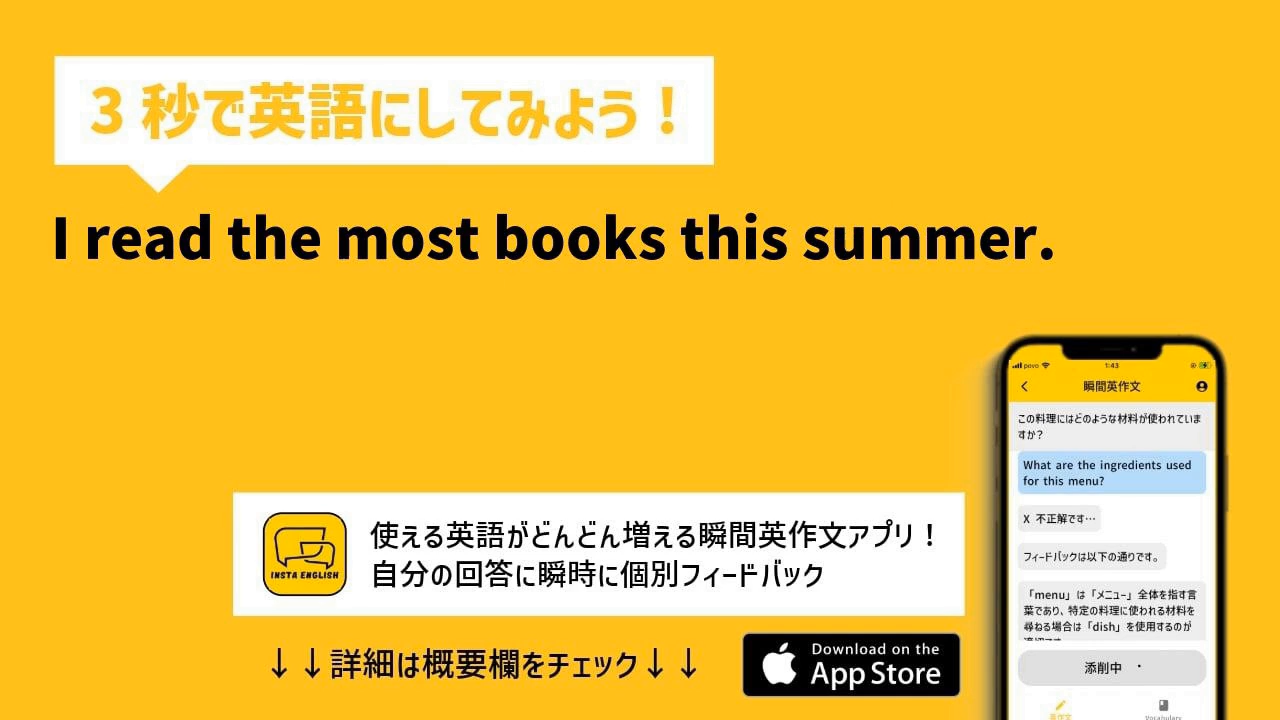 3秒で英語にしてみよう！
I read the most books this summer.
povo 1:43
瞬間英作文
この料理にはどのような材料が使われていま
すか？
What are the ingredients used
for this menu?
X 不正解です…
フィードバックは以下の通りです。
「menu」は「メニュー」全体を指す言
葉であり、特定の料理に使われる材料を
尋ねる場合は「dish」を使用するのが
添削中
英作文 Vocabulary
INSTA ENGLISH
使える英語がどんどん増える瞬間英作文アプリ！
自分の回答に瞬時に個別フィードバック
↓↓詳細は概要欄をチェック↓↓
Download on the
App Store